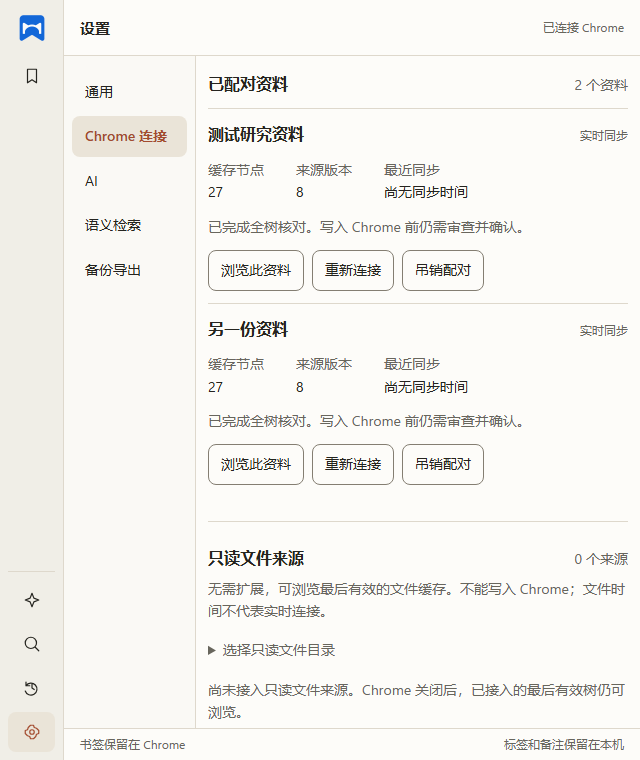 设置
已连接 Chrome
通用
Chrome 连接
AI
语义检索
备份导出
已配对资料
2 个资料
测试研究资料
实时同步
缓存节点 来源版本 最近同步
27 8 尚无同步时间
已完成全树核对。写入 Chrome 前仍需审查并确认。
浏览此资料 重新连接 吊销配对
另一份资料
实时同步
缓存节点 来源版本 最近同步
27 8 尚无同步时间
已完成全树核对。写入 Chrome 前仍需审查并确认。
浏览此资料 重新连接 吊销配对
只读文件来源
0 个来源
无需扩展，可浏览最后有效的文件缓存。不能写入 Chrome；文件时
间不代表实时连接。
选择只读文件目录
尚未接入只读文件来源。Chrome 关闭后，已接入的最后有效树仍可
浏览。
书签保留在 Chrome
标签和备注保留在本机